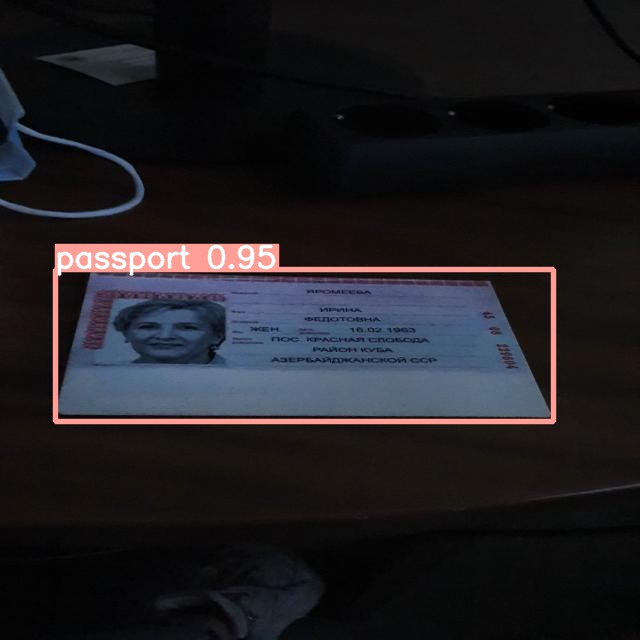 passport 0.95
ЯРОМЕЕВА
ИРИНА
ФЕДОТОВНА
ЖЕН. 16.02.1963
ПОС. КРАСНАЯ СЛОБОДА
РАЙОН КУБА
АЗЕРБАЙДЖАНСКОЙ ССР